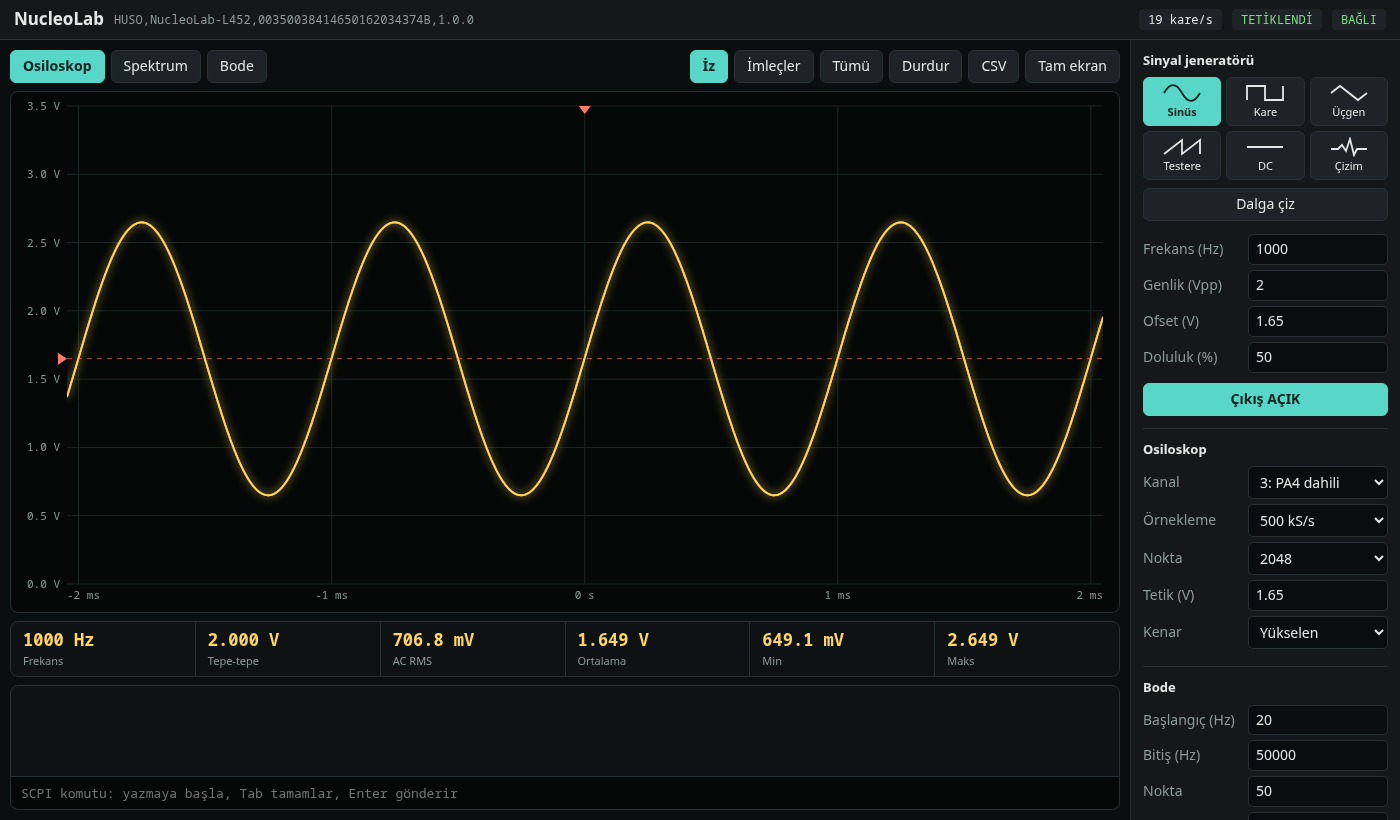 NucleoLab HUSO,NucleoLab-L452,00350038414650162034374B,1.0.0 19 kare/s TETİKLENDİ BAĞLI
Osiloskop Spektrum Bode İz İmleçler Tümü Durdur CSV Tam ekran
3.5 V
3.0 V
2.5 V
2.0 V
1.5 V
1.0 V
0.5 V
0.0 V
-2 ms -1 ms 0 s 1 ms 2 ms
1000 Hz 2.000 V 706.8 mV 1.649 V 649.1 mV 2.649 V
Frekans Tepe-tepe AC RMS Ortalama Min Maks
SCPI komutu: yazmaya başla, Tab tamamlar, Enter gönderir
Sinyal jeneratörü
Sinüs Kare Üçgen
Testere DC Çizim
Dalga çiz
Frekans (Hz) 1000
Genlik (Vpp) 2
Ofset (V) 1.65
Doluluk (%) 50
Çıkış AÇIK
Osiloskop
Kanal 3: PA4 dahili
Örnekleme 500 kS/s
Nokta 2048
Tetik (V) 1.65
Kenar Yükselen
Bode
Başlangıç (Hz) 20
Bitiş (Hz) 50000
Nokta 50